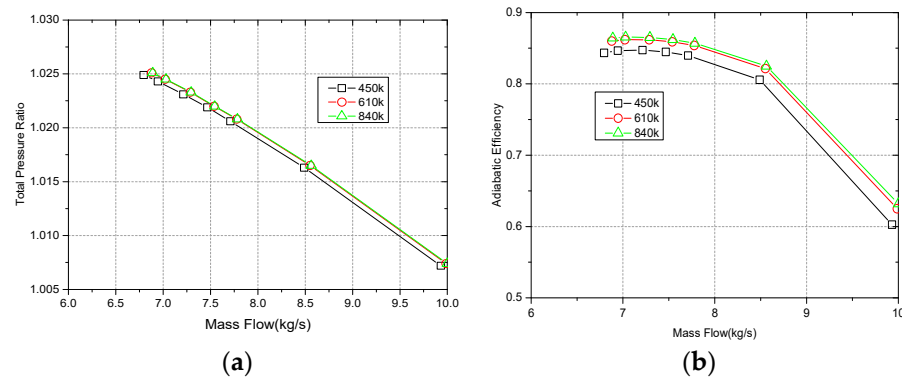 Total Pressure Ratio
1.030
1.025
1.020
1.015
1.010
1.005
6.0 6.5 7.0 7.5 8.0 8.5 9.0 9.5 10.0
Mass Flow(kg/s)
450k
610k
840k
(a)
Adiabatic Efficiency
0.9
0.8
0.7
0.6
0.5
6 7 8 9 10
Mass Flow(kg/s)
450k
610k
840k
(b)